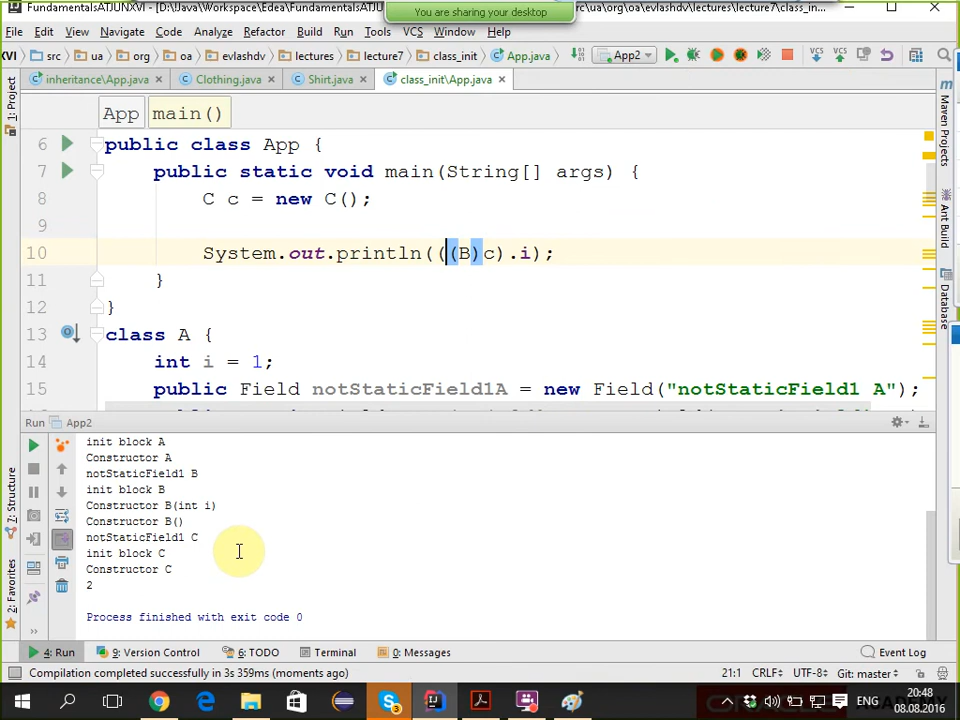 FundamentalsATJUNXVI - [D:\!Java\Workspace\Edea\FundamentalsAT
\src\ua\org\oa\evlashdv\lectures\lecture7\class_in...
You are sharing your desktop
File Edit View Navigate Code Analyze Refactor Build Run Tools VCS Window Help
XVI src ua org oa evlashdv lectures lecture7 class_init App.java App2
inheritance\App.java Clothing.java Shirt.java class_init\App.java
App main()
6 public class App {
7 public static void main(String[] args) {
8 C c = new C();
9
10 System.out.println(((B)c).i);
11 }
12 }
13 class A {
14 int i = 1;
15 public Field notStaticField1A = new Field("notStaticField1 A");
Run App2
init block A
Constructor A
notStaticField1 B
init block B
Constructor B(int i)
Constructor B()
notStaticField1 C
init block C
Constructor C
2
Process finished with exit code 0
1: Project
7: Structure
2: Favorites
Maven Projects
Ant Build
Database
4: Run 9: Version Control 6: TODO Terminal 0: Messages Event Log
Compilation completed successfully in 3s 359ms (moments ago) 21:1 CRLF÷ UTF-8÷ Git: master÷
ENG
20:48
08.08.2016
ACADEMY